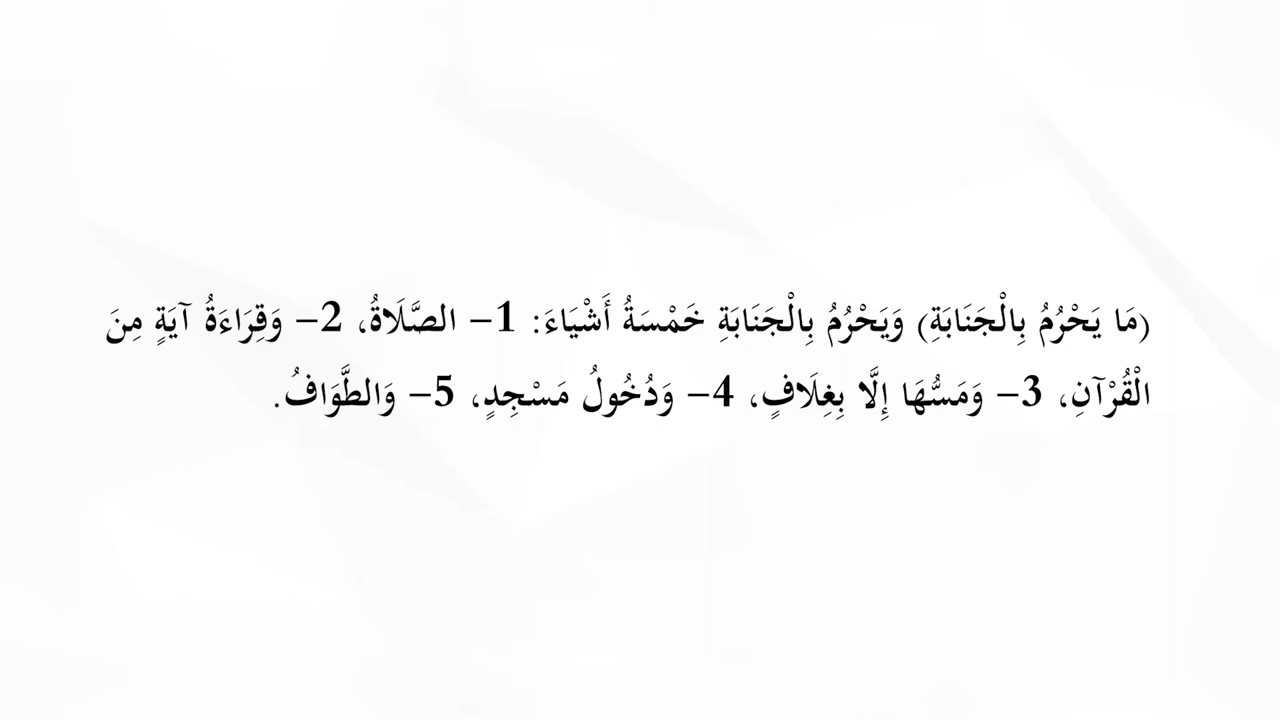 (مَا يَحْرُمُ بِالْجَنَابَةِ) وَيَحْرُمُ بِالْجَنَابَةِ خَمْسَةُ أَشْيَاءَ: 1– الصَّلَاةُ، 2– وَقِرَاءَةُ آيَةٍ مِنَ
الْقُرْآنِ، 3– وَمَسُّهَا إِلَّا بِغِلَافٍ، 4– وَدُخُولُ مَسْجِدٍ، 5– وَالطَّوَافُ.